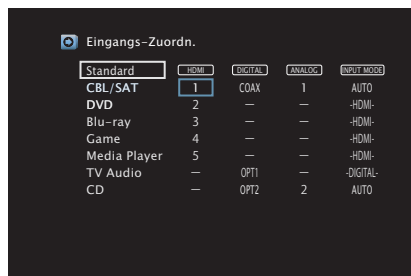 Eingangs-Zuordn.
Standard HDMI DIGITAL ANALOG INPUT MODE
CBL/SAT 1 COAX 1 AUTO
DVD 2 – – -HDMI-
Blu-ray 3 – – -HDMI-
Game 4 – – -HDMI-
Media Player 5 – – -HDMI-
TV Audio – OPT1 – -DIGITAL-
CD – OPT2 2 AUTO